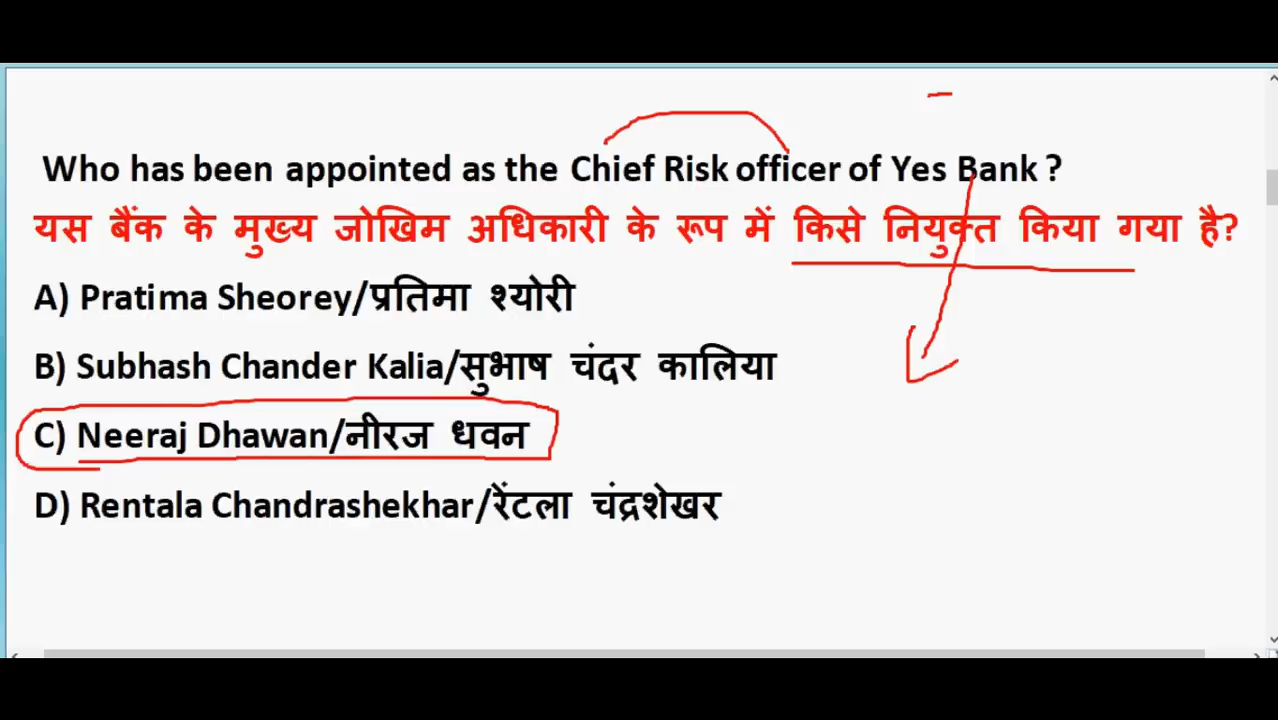 Who has been appointed as the Chief Risk officer of Yes Bank ?
यस बैंक के मुख्य जोखिम अधिकारी के रूप में किसे नियुक्त किया गया है?
A) Pratima Sheorey/प्रतिमा श्योरी
B) Subhash Chander Kalia/सुभाष चंदर कालिया
C) Neeraj Dhawan/नीरज धवन
D) Rentala Chandrashekhar/रेंटला चंद्रशेखर